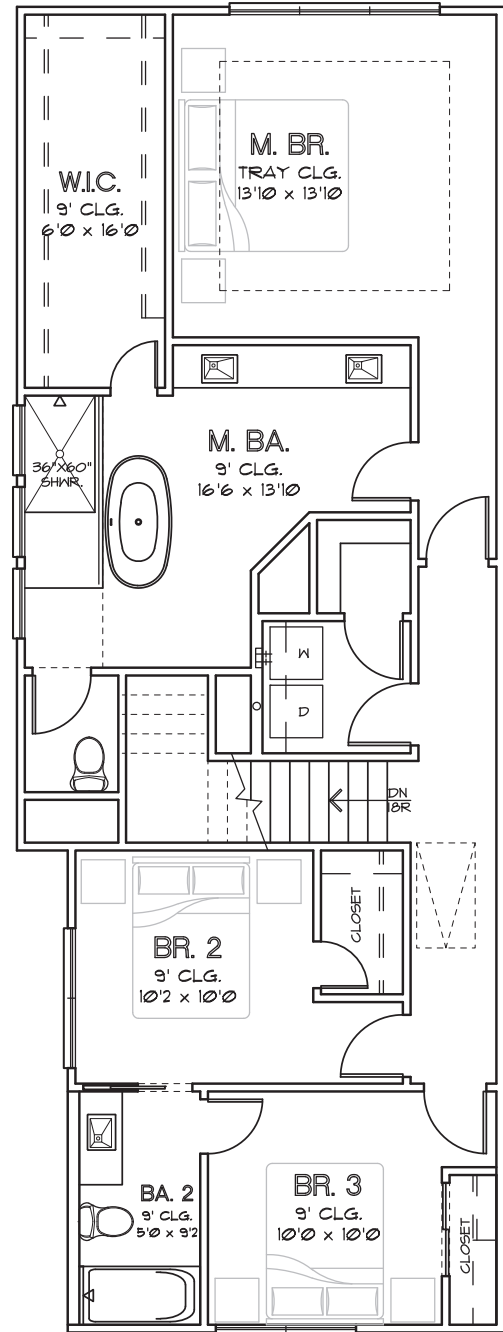 M. BR.
TRAY CLG.
13'10 x 13'10
W.I.C.
9' CLG.
6'0 x 16'0
M. BA.
9' CLG.
16'6 x 13'10
36"x60"
SHWR.
W
D
DN
18R
CLOSET
BR. 2
9' CLG.
10'2 x 10'0
BA. 2
9' CLG.
5'0 x 9'2
BR. 3
9' CLG.
10'0 x 10'0
CLOSET